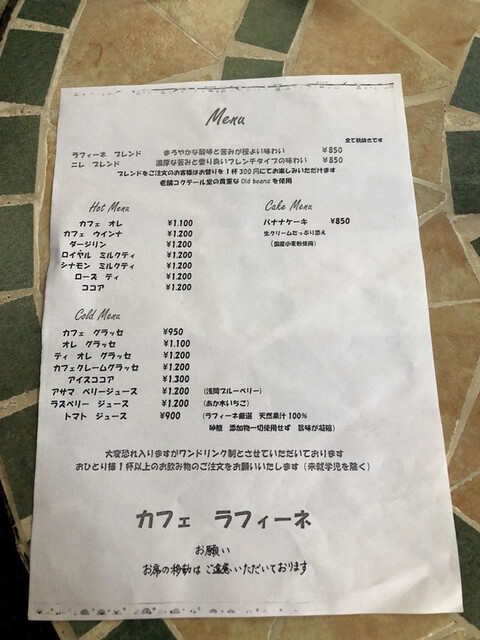 Menu
全て税抜きです
ラフィーネ ブレンド まろやかな酸味と苦みが程よい味わい ¥850
ニレ ブレンド 濃厚な苦みと香り良いフレンチタイプの味わい ¥850
ブレンドをご注文のお客様はお替りを1杯300円にてお楽しみいただけます
老舗コクテール堂の貴重な Old beans を使用
Hot Menu
カフェ オレ ¥1.100
カフェ ウインナ ¥1.200
ダージリン ¥1.200
ロイヤル ミルクティ ¥1.200
シナモン ミルクティ ¥1.200
ローズ ティ ¥1.200
ココア ¥1.200
Cake Menu
バナナケーキ ¥850
生クリームたっぷり添え
(国産小麦粉使用)
Cold Menu
カフェ グラッセ ¥950
オレ グラッセ ¥1.100
ティ オレ グラッセ ¥1.200
カフェクレームグラッセ ¥1.200
アイスココア ¥1.300
アサマ ベリージュース ¥1.200 (浅間ブルーベリー)
ラズベリー ジュース ¥1.200 (あか木いちご)
トマト ジュース ¥900 (ラフィーネ厳選 天然果汁100%
砂糖 添加物一切使用せず 旨味が凝縮)
大変恐れ入りますがワンドリンク制とさせていただいております
おひとり様1杯以上のお飲み物のご注文をお願いいたします(未就学児を除く)
カフェ ラフィーネ
お願い
お席の移動は ご遠慮いただいております